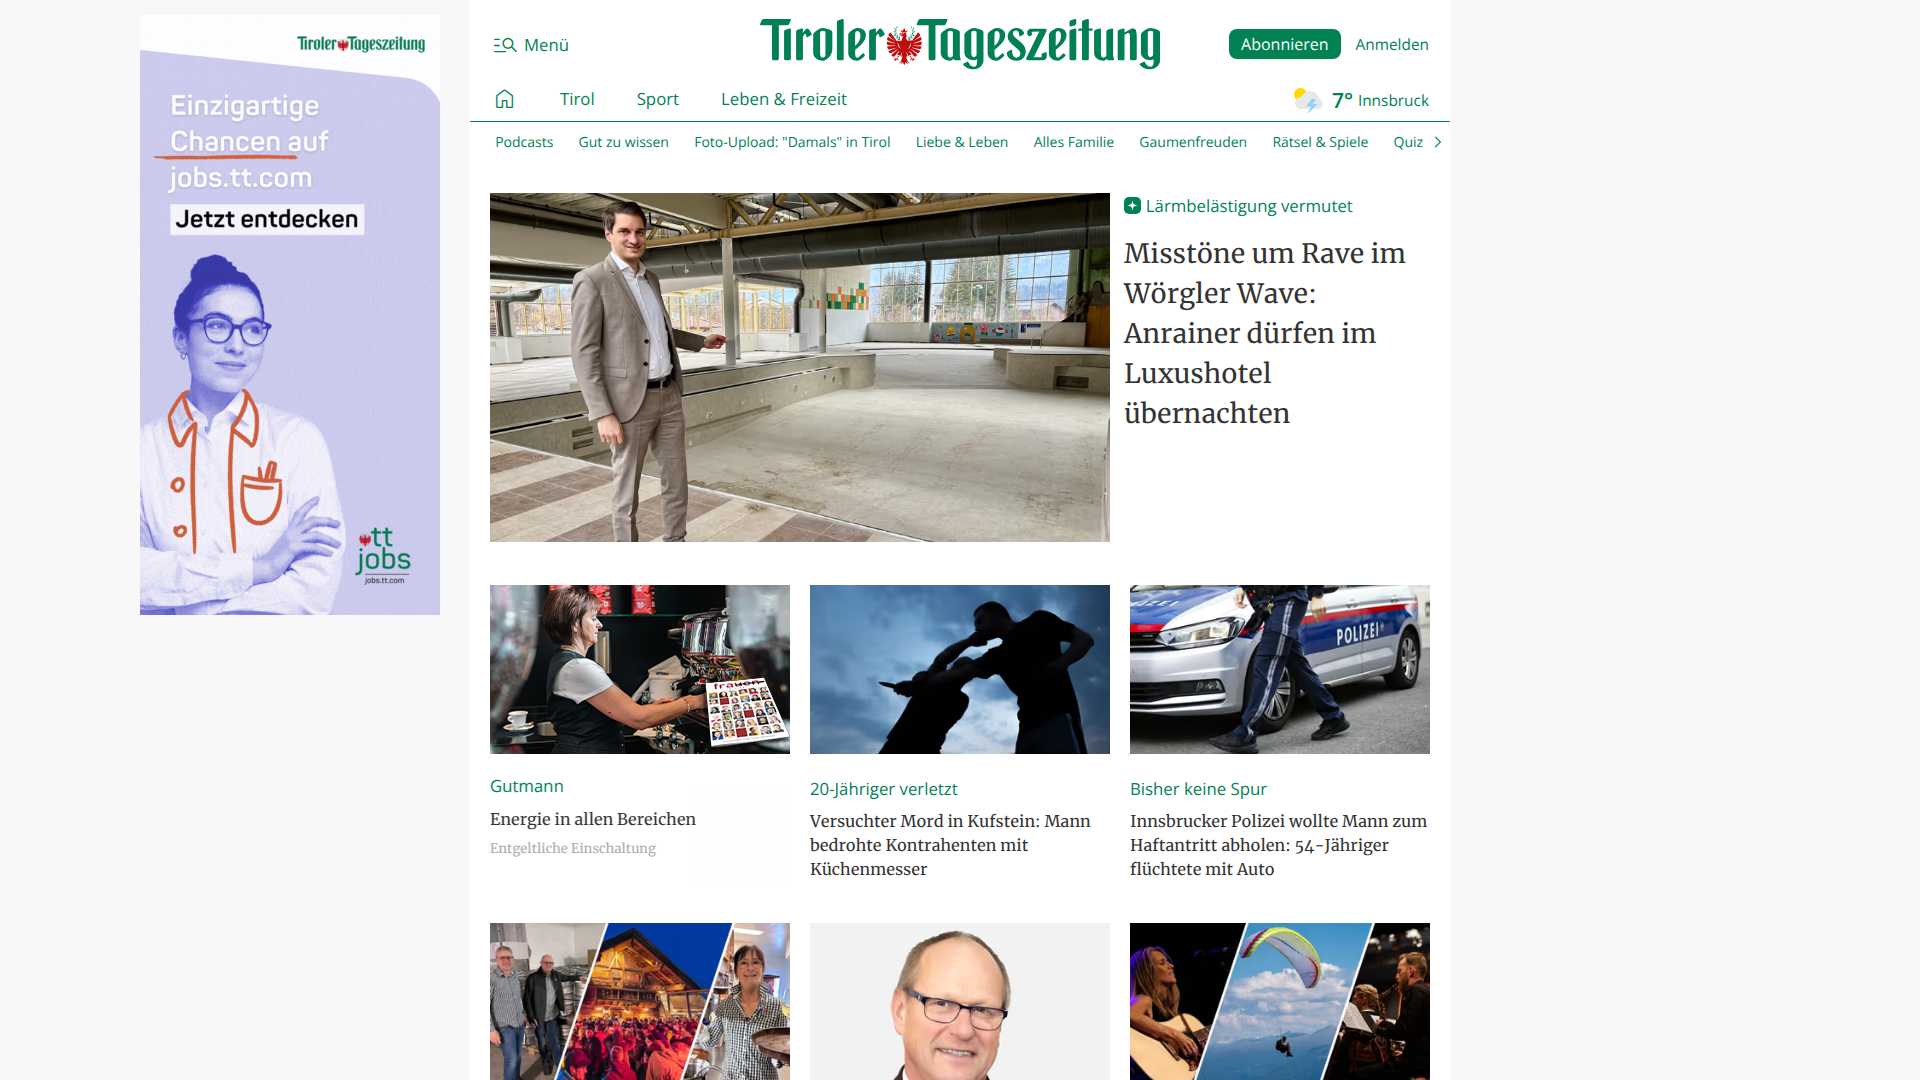 Tiroler Tageszeitung
Einzigartige
Chancen auf
jobs.tt.com
Jetzt entdecken
tt
jobs
jobs.tt.com
Menü
Tiroler Tageszeitung
Abonnieren
Anmelden
Tirol
Sport
Leben & Freizeit
7° Innsbruck
Podcasts
Gut zu wissen
Foto-Upload: "Damals" in Tirol
Liebe & Leben
Alles Familie
Gaumenfreuden
Rätsel & Spiele
Quiz
Lärmbelästigung vermutet
Misstöne um Rave im
Wörgler Wave:
Anrainer dürfen im
Luxushotel
übernachten
frauen
Gutmann
Energie in allen Bereichen
Entgeltliche Einschaltung
20-Jähriger verletzt
Versuchter Mord in Kufstein: Mann
bedrohte Kontrahenten mit
Küchenmesser
POLIZEI
Bisher keine Spur
Innsbrucker Polizei wollte Mann zum
Haftantritt abholen: 54-Jähriger
flüchtete mit Auto